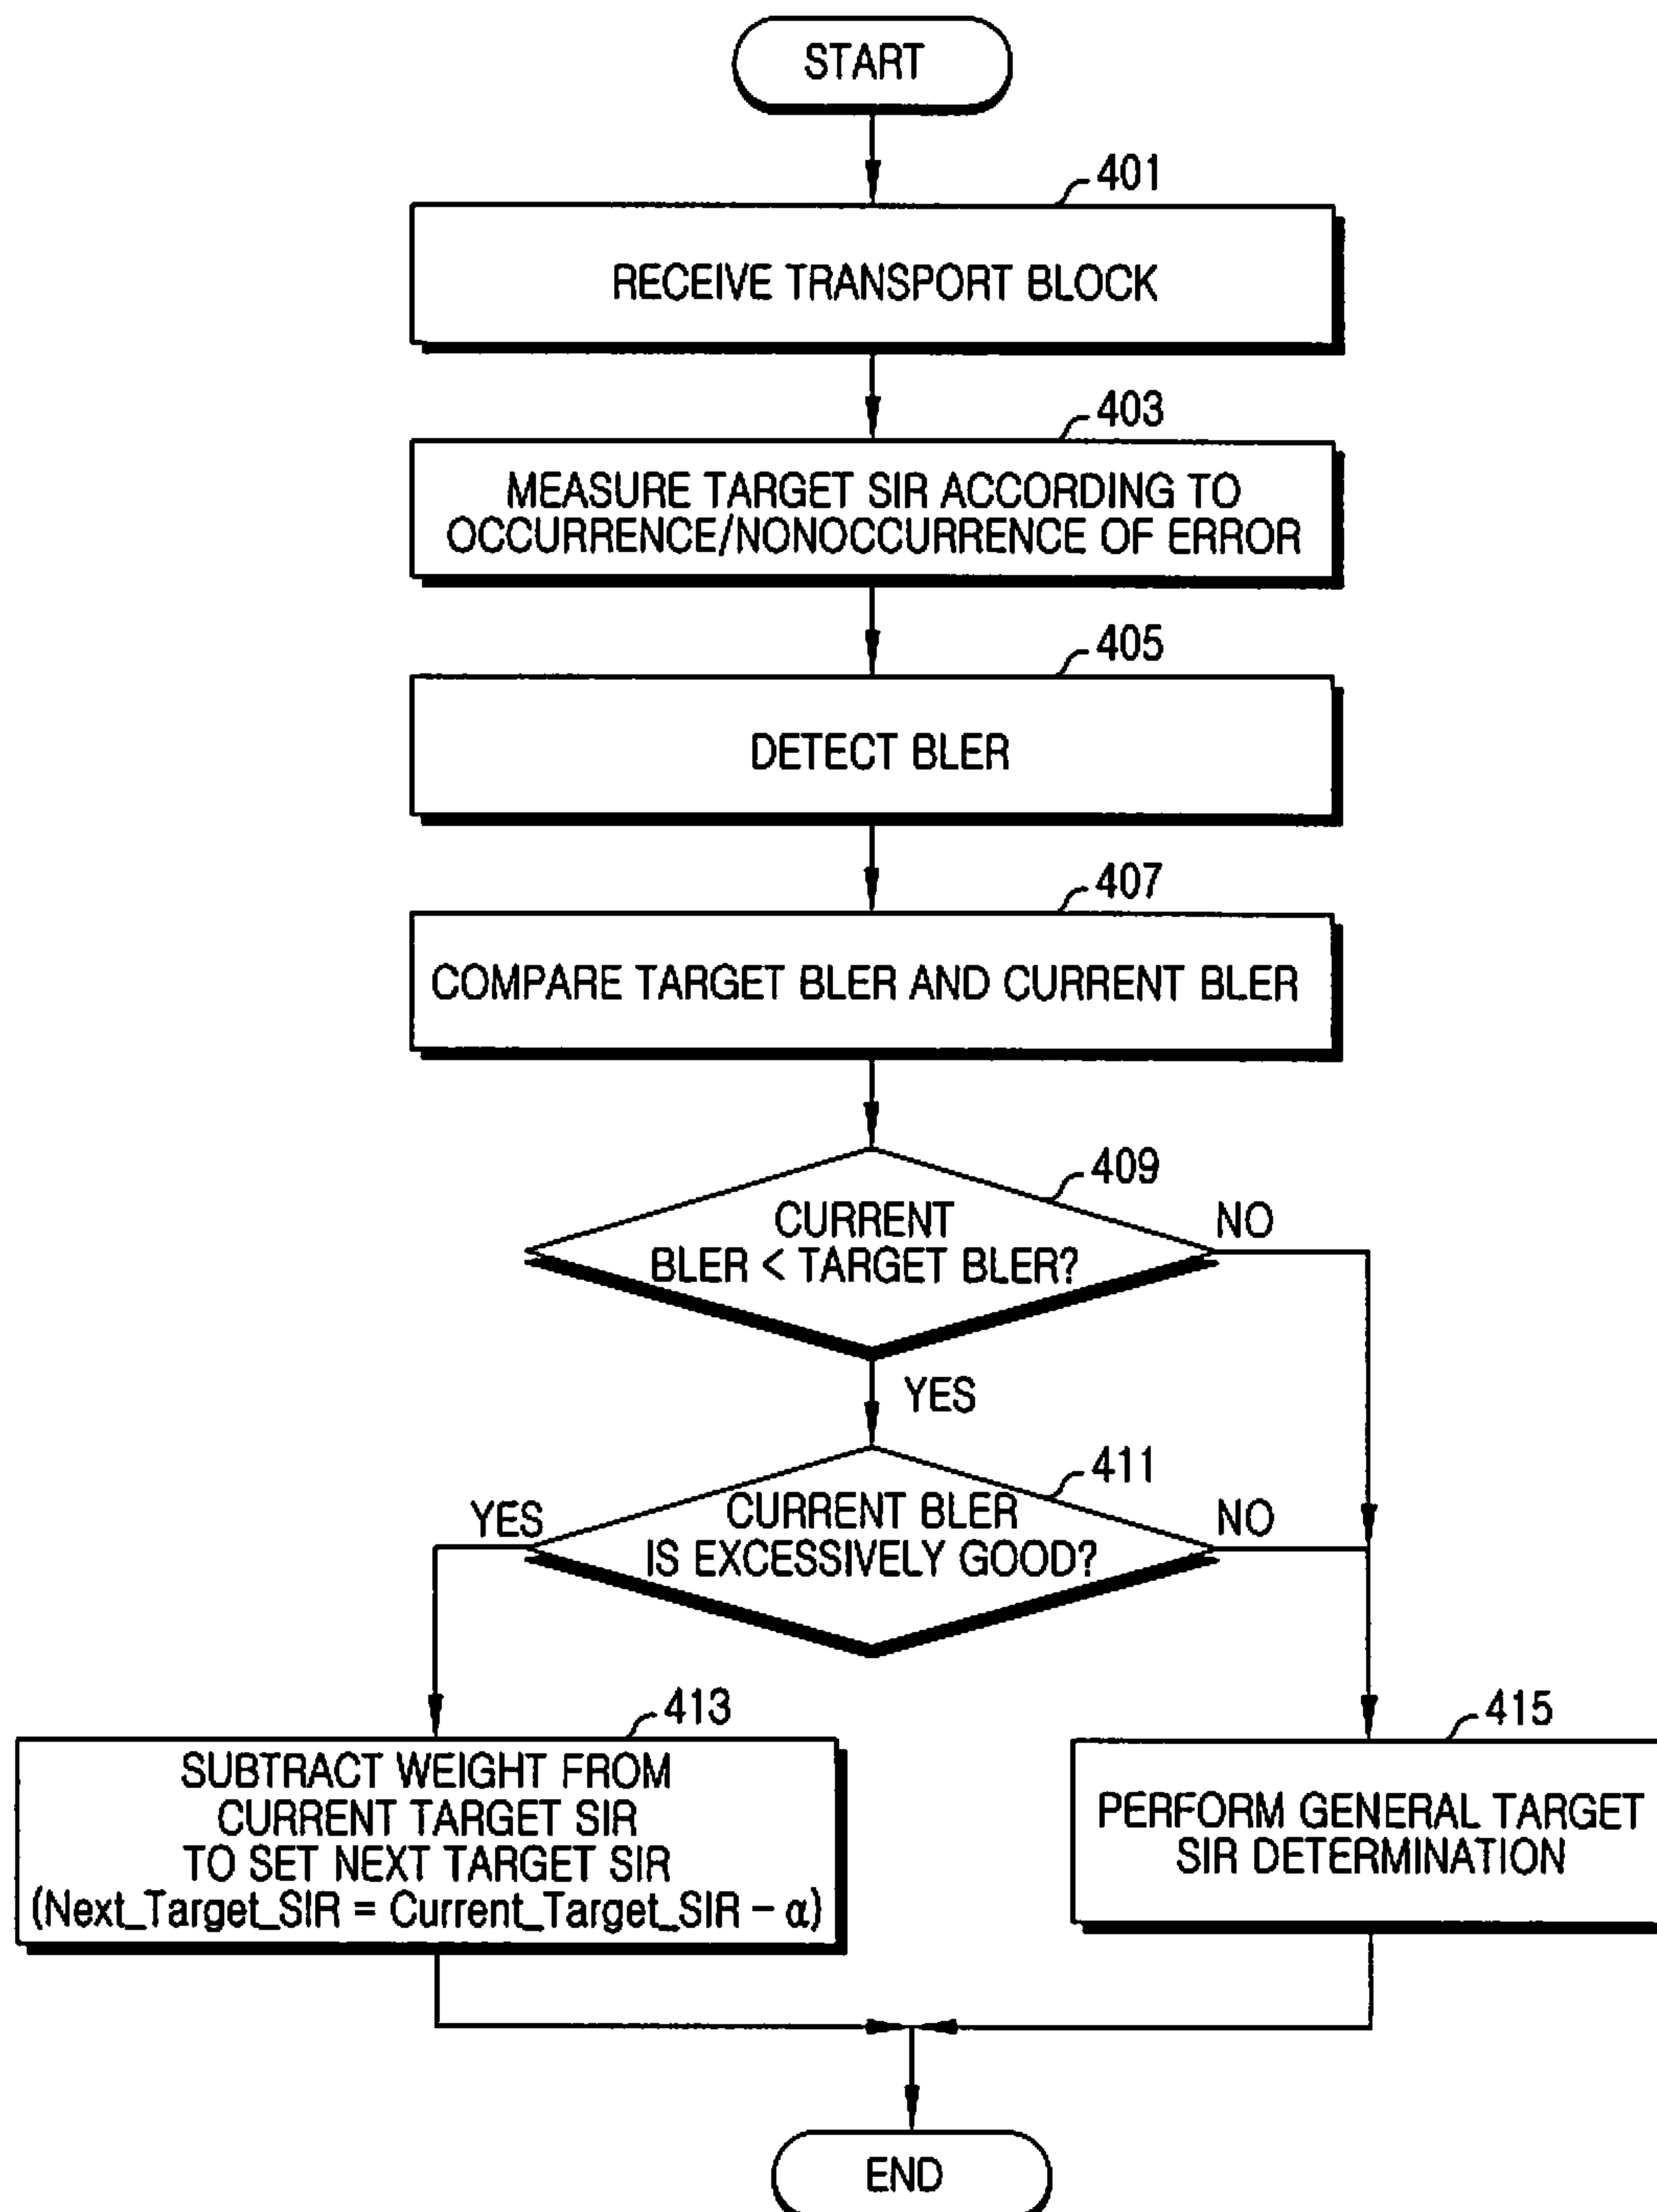 START
401
RECEIVE TRANSPORT BLOCK
403
MEASURE TARGET SIR ACCORDING TO
OCCURRENCE/NONOCCURRENCE OF ERROR
405
DETECT BLER
407
COMPARE TARGET BLER AND CURRENT BLER
409
CURRENT
BLER < TARGET BLER?
NO
YES
411
CURRENT BLER
IS EXCESSIVELY GOOD?
YES
NO
413
SUBTRACT WEIGHT FROM
CURRENT TARGET SIR
TO SET NEXT TARGET SIR
(Next_Target_SIR = Current_Target_SIR − α)
415
PERFORM GENERAL TARGET
SIR DETERMINATION
END